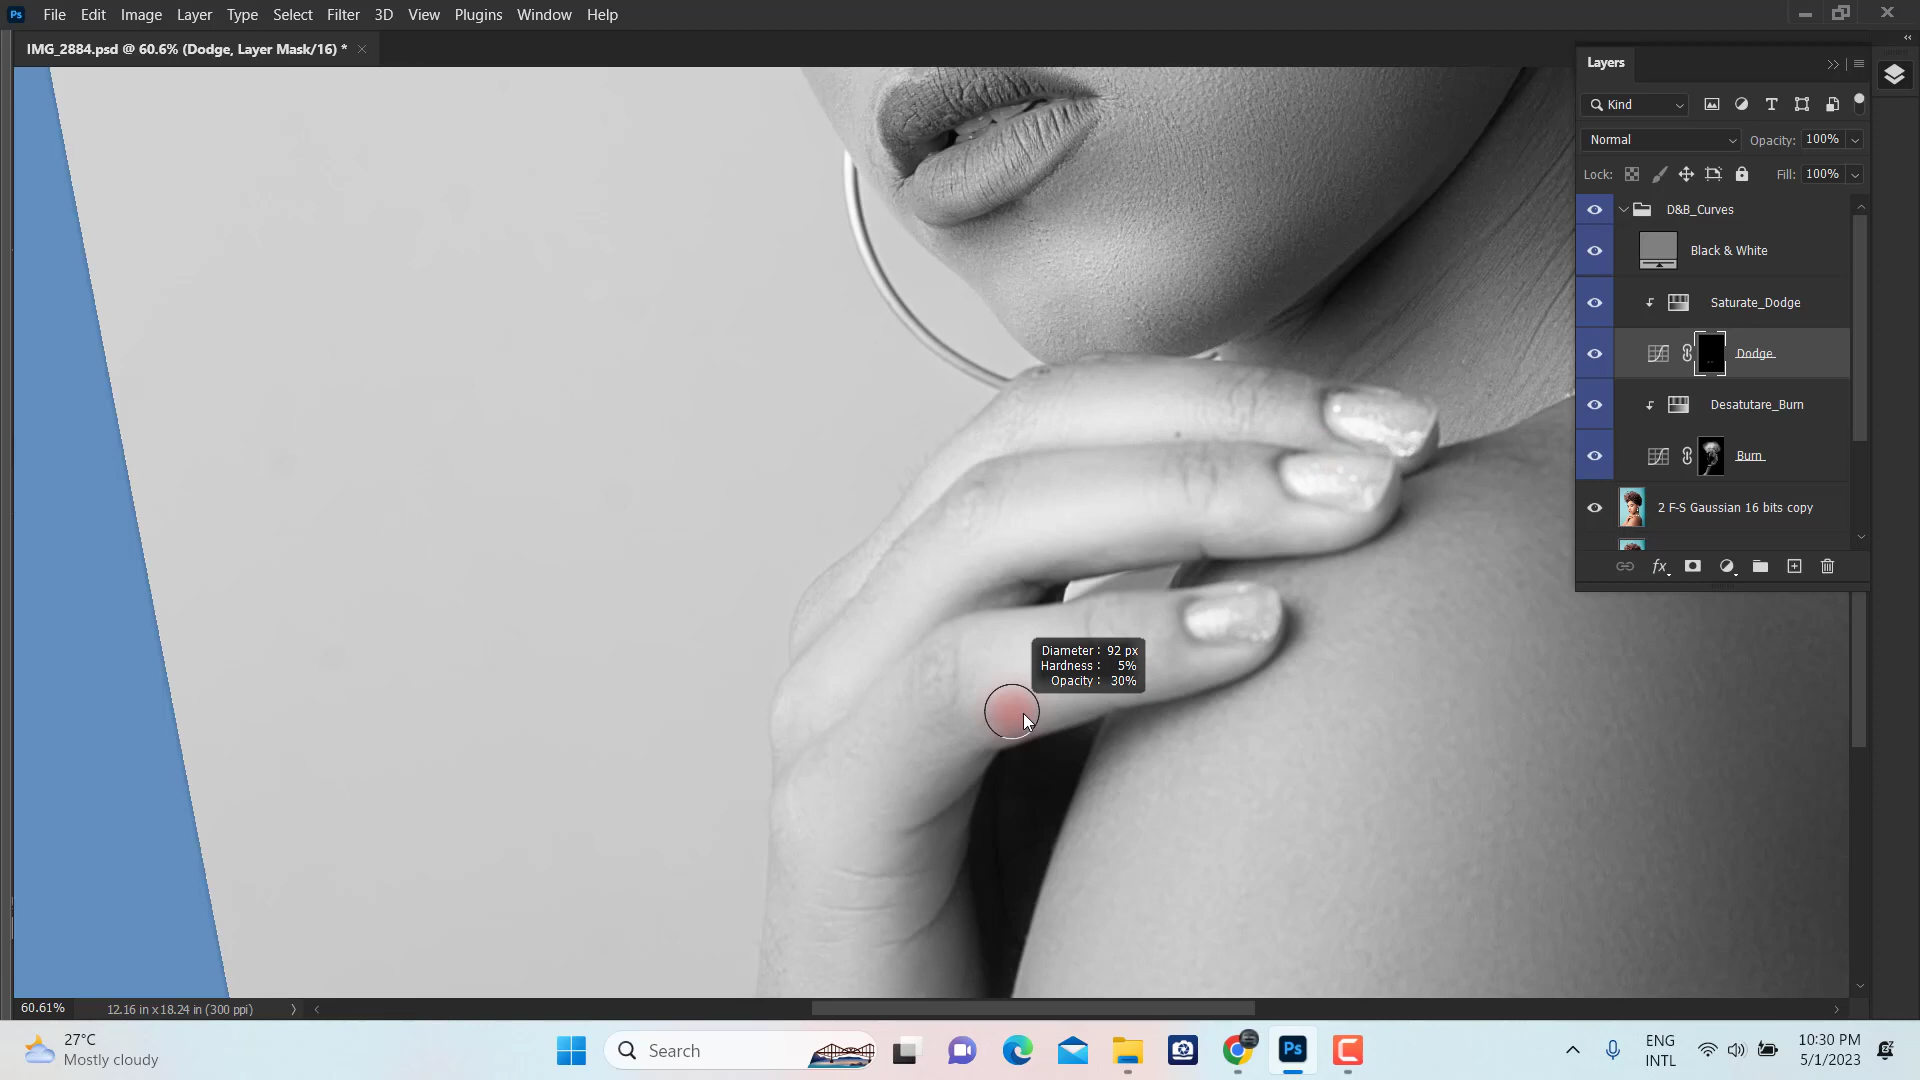 Ps File Edit Image Layer Type Select Filter 3D View Plugins Window Help
IMG_2884.psd @ 60.6% (Dodge, Layer Mask/16) *
Layers
Kind
Normal Opacity: 100%
Lock: Fill: 100%
D&B_Curves
Black & White
Saturate_Dodge
Dodge
Desatutare_Burn
Burn
2 F-S Gaussian 16 bits copy
fx
Diameter: 92 px
Hardness: 5%
Opacity: 30%
60.61% 12.16 in x 18.24 in (300 ppi)
27°C
Mostly cloudy
Search
Ps
ENG
INTL
10:30 PM
5/1/2023